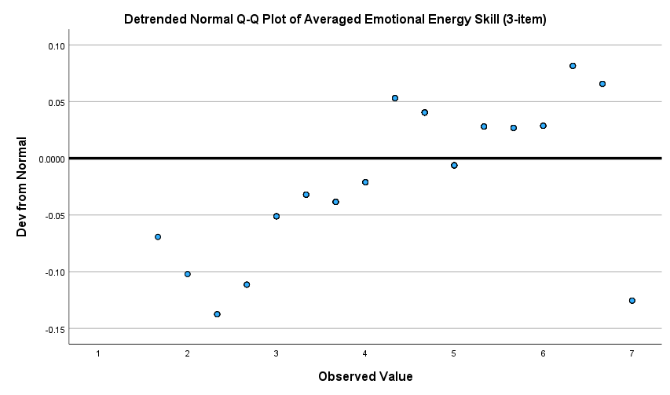 Detrended Normal Q-Q Plot of Averaged Emotional Energy Skill (3-item)
0.10
0.05
0.0000
-0.05
-0.10
-0.15
Dev from Normal
1 2 3 4 5 6 7
Observed Value